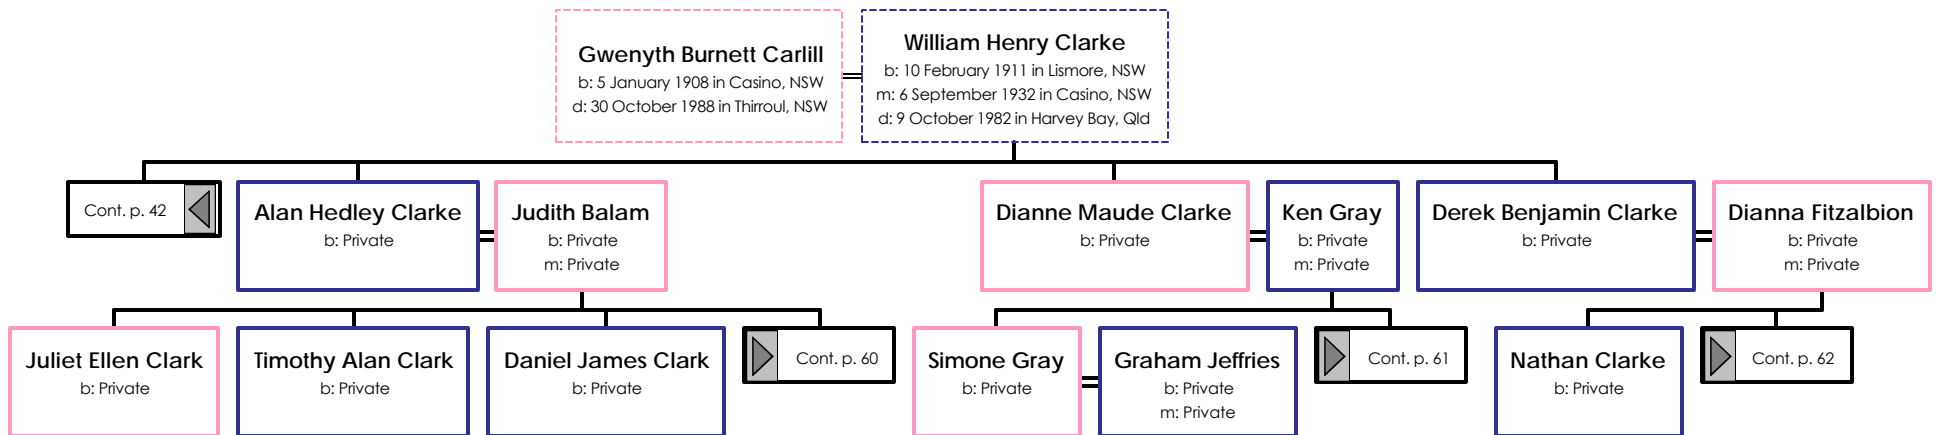 Gwenyth Burnett Carlill
b: 5 January 1908 in Casino, NSW
d: 30 October 1988 in Thirroul, NSW
William Henry Clarke
b: 10 February 1911 in Lismore, NSW
m: 6 September 1932 in Casino, NSW
d: 9 October 1982 in Harvey Bay, Qld
Cont. p. 42
Alan Hedley Clarke
b: Private
Judith Balam
b: Private
m: Private
Dianne Maude Clarke
b: Private
Ken Gray
b: Private
m: Private
Derek Benjamin Clarke
b: Private
Dianna Fitzalbion
b: Private
m: Private
Juliet Ellen Clark
b: Private
Timothy Alan Clark
b: Private
Daniel James Clark
b: Private
Cont. p. 60
Simone Gray
b: Private
Graham Jeffries
b: Private
m: Private
Cont. p. 61
Nathan Clarke
b: Private
Cont. p. 62